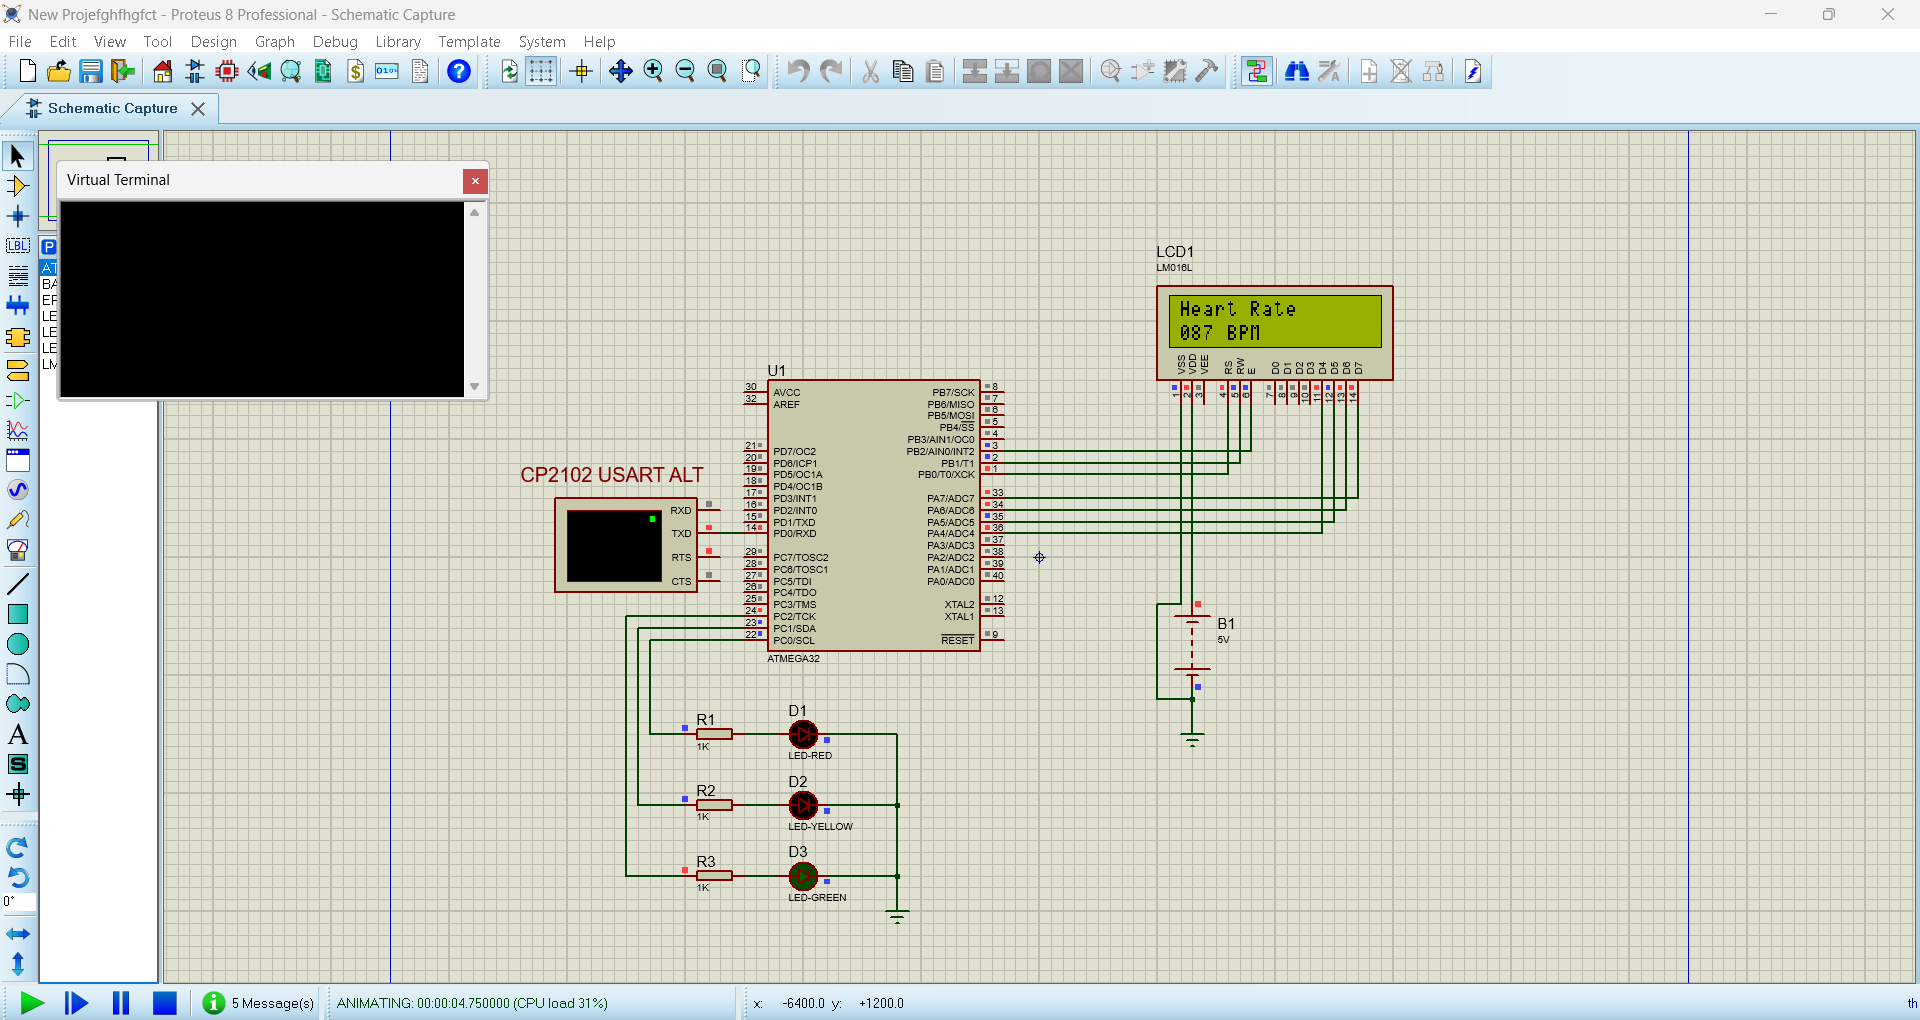 New Projefghfhgfct - Proteus 8 Professional - Schematic Capture
File Edit View Tool Design Graph Debug Library Template System Help
Schematic Capture
Virtual Terminal
LBL
P
AT
BA
EF
LE
LE
LE
LM
A
S
0°
LCD1
LM016L
Heart Rate
087 BPM
VSS
VDD
VEE
RS
RW
E
D0
D1
D2
D3
D4
D5
D6
D7
1
2
3
4
5
6
7
8
9
10
11
12
13
14
U1
30 AVCC
32 AREF
21 PD7/OC2
20 PD6/ICP1
19 PD5/OC1A
18 PD4/OC1B
17 PD3/INT1
16 PD2/INT0
15 PD1/TXD
14 PD0/RXD
29 PC7/TOSC2
28 PC6/TOSC1
27 PC5/TDI
26 PC4/TDO
25 PC3/TMS
24 PC2/TCK
23 PC1/SDA
22 PC0/SCL
PB7/SCK 8
PB6/MISO 7
PB5/MOSI 6
PB4/SS 5
PB3/AIN1/OC0 4
PB2/AIN0/INT2 3
PB1/T1 2
PB0/T0/XCK 1
PA7/ADC7 33
PA6/ADC6 34
PA5/ADC5 35
PA4/ADC4 36
PA3/ADC3 37
PA2/ADC2 38
PA1/ADC1 39
PA0/ADC0 40
XTAL2 12
XTAL1 13
RESET 9
ATMEGA32
CP2102 USART ALT
RXD
TXD
RTS
CTS
B1
5V
R1
1K
D1
LED-RED
R2
1K
D2
LED-YELLOW
R3
1K
D3
LED-GREEN
5 Message(s)
ANIMATING: 00:00:04.750000 (CPU load 31%)
x: -6400.0 y: +1200.0
th